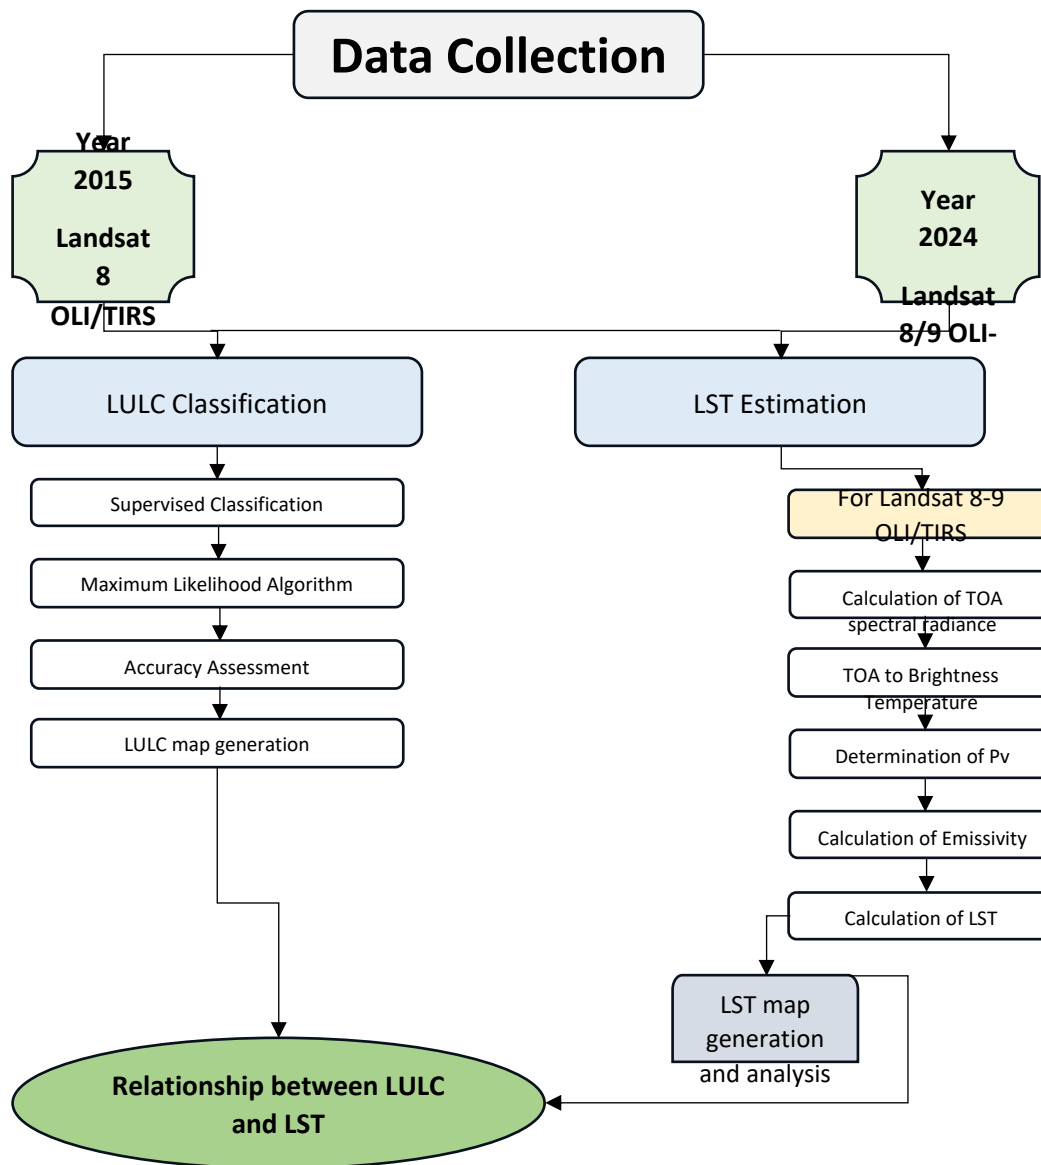 Data Collection
Year
2015
Landsat
8
OLI/TIRS
Year
2024
Landsat
8/9 OLI-
LULC Classification
LST Estimation
Supervised Classification
Maximum Likelihood Algorithm
Accuracy Assessment
LULC map generation
For Landsat 8-9
OLI/TIRS
Calculation of TOA
spectral radiance
TOA to Brightness
Temperature
Determination of Pv
Calculation of Emissivity
Calculation of LST
LST map
generation
and analysis
Relationship between LULC
and LST